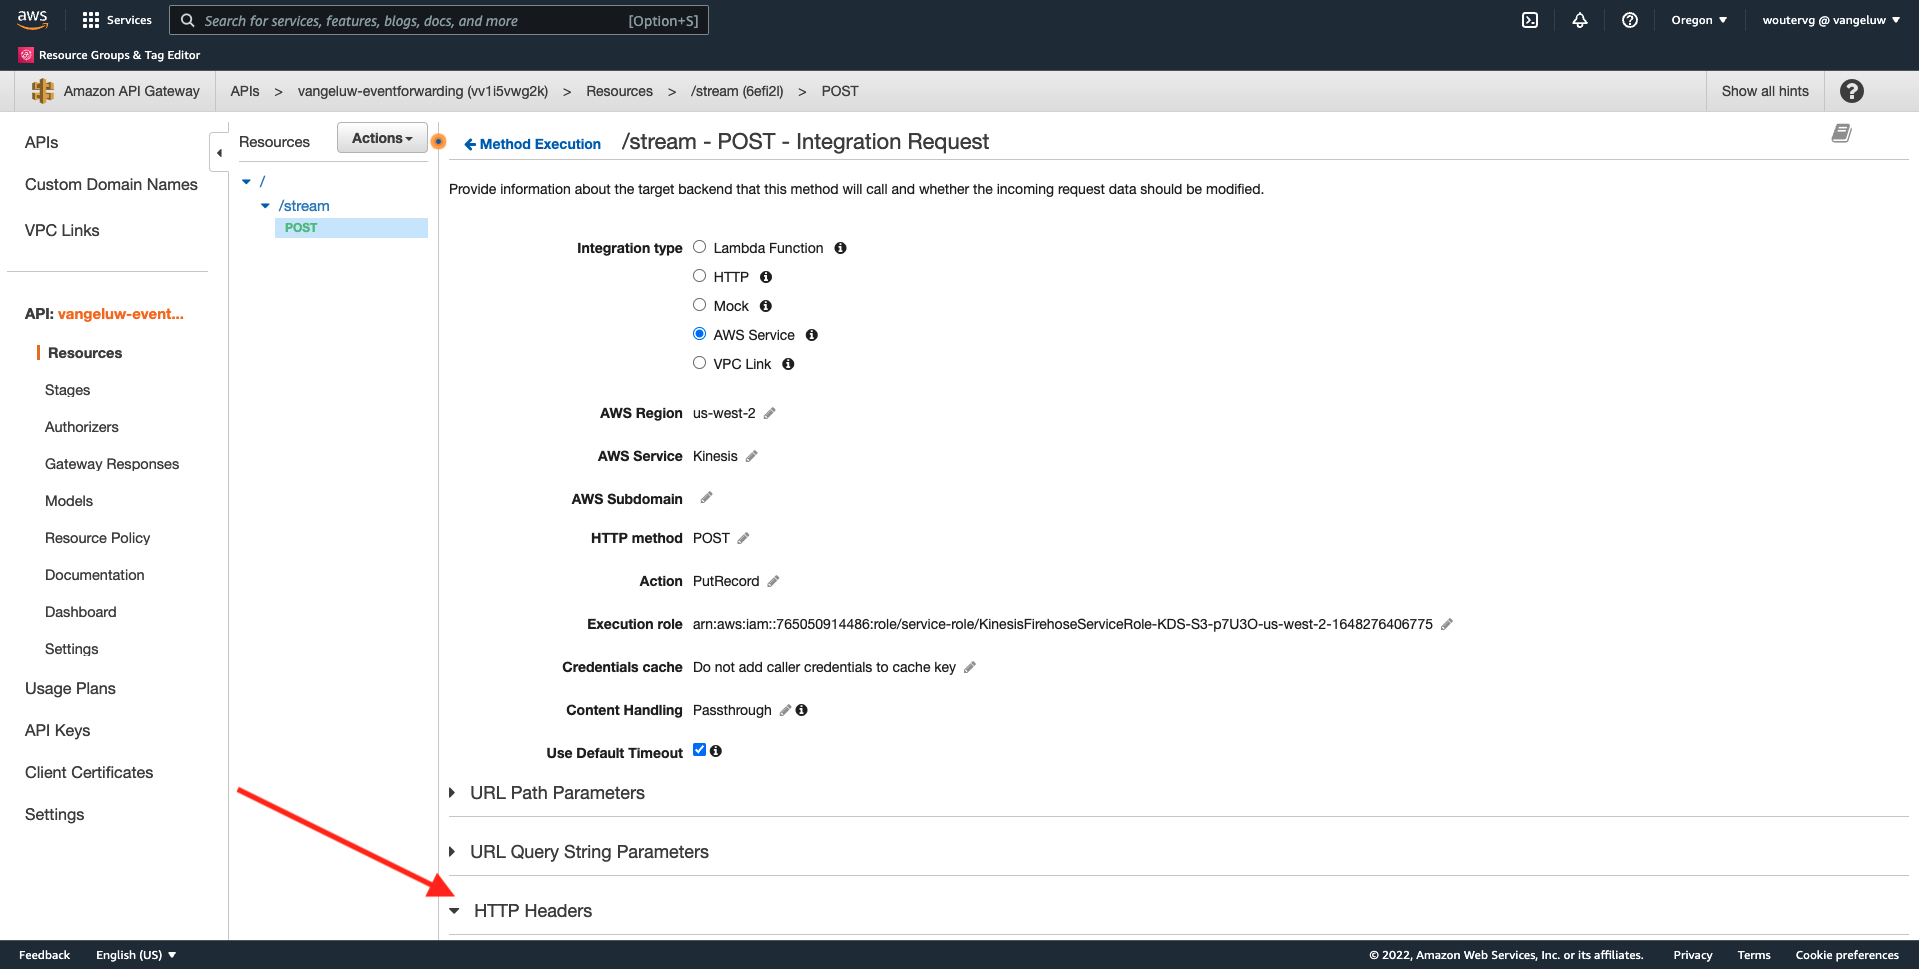 aws
Services
Search for services, features, blogs, docs, and more
[Option+S]
Oregon ▼
woutervg @ vangeluw ▼
Resource Groups & Tag Editor
Amazon API Gateway
APIs > vangeluw-eventforwarding (vv1i5vwg2k) > Resources > /stream (6efi2l) > POST
Show all hints
?
APIs
Custom Domain Names
VPC Links
API: vangeluw-event...
Resources
Stages
Authorizers
Gateway Responses
Models
Resource Policy
Documentation
Dashboard
Settings
Usage Plans
API Keys
Client Certificates
Settings
Resources
Actions
/
/stream
POST
Method Execution
/stream - POST - Integration Request
Provide information about the target backend that this method will call and whether the incoming request data should be modified.
Integration type
Lambda Function
HTTP
Mock
AWS Service
VPC Link
AWS Region us-west-2
AWS Service Kinesis
AWS Subdomain
HTTP method POST
Action PutRecord
Execution role arn:aws:iam::765050914486:role/service-role/KinesisFirehoseServiceRole-KDS-S3-p7U3O-us-west-2-1648276406775
Credentials cache Do not add caller credentials to cache key
Content Handling Passthrough
Use Default Timeout
URL Path Parameters
URL Query String Parameters
HTTP Headers
Feedback
English (US) ▼
© 2022, Amazon Web Services, Inc. or its affiliates.
Privacy
Terms
Cookie preferences